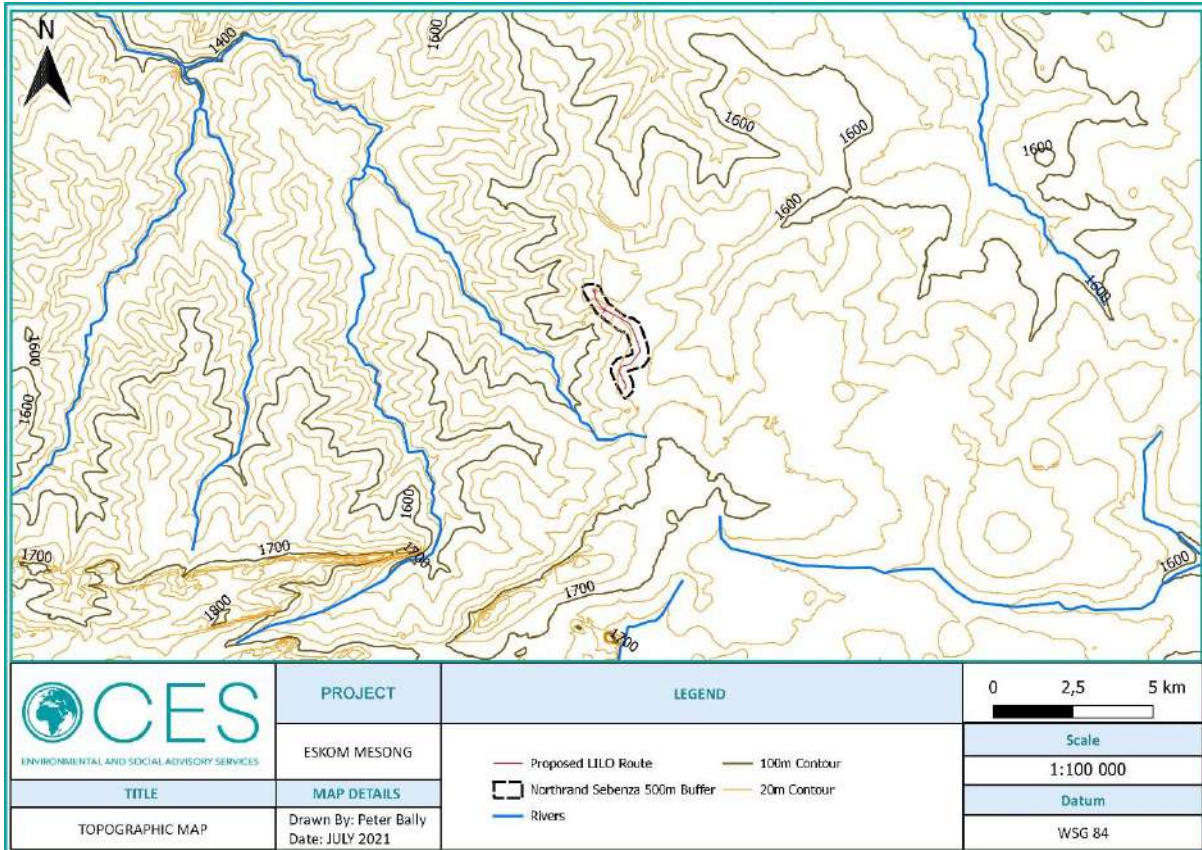 N
1400
1600
1600
1600
1600
1600
1600
1600
1600
1600
1700
1700
1700
1800
1700
1700
1600
CES
ENVIRONMENTAL AND SOCIAL ADVISORY SERVICES
PROJECT
ESKOM MESONG
TITLE
TOPOGRAPHIC MAP
MAP DETAILS
Drawn By: Peter Bally
Date: JULY 2021
LEGEND
Proposed LILO Route
Northrand Sebenza 500m Buffer
Rivers
100m Contour
20m Contour
0 2,5 5 km
Scale
1:100 000
Datum
WSG 84